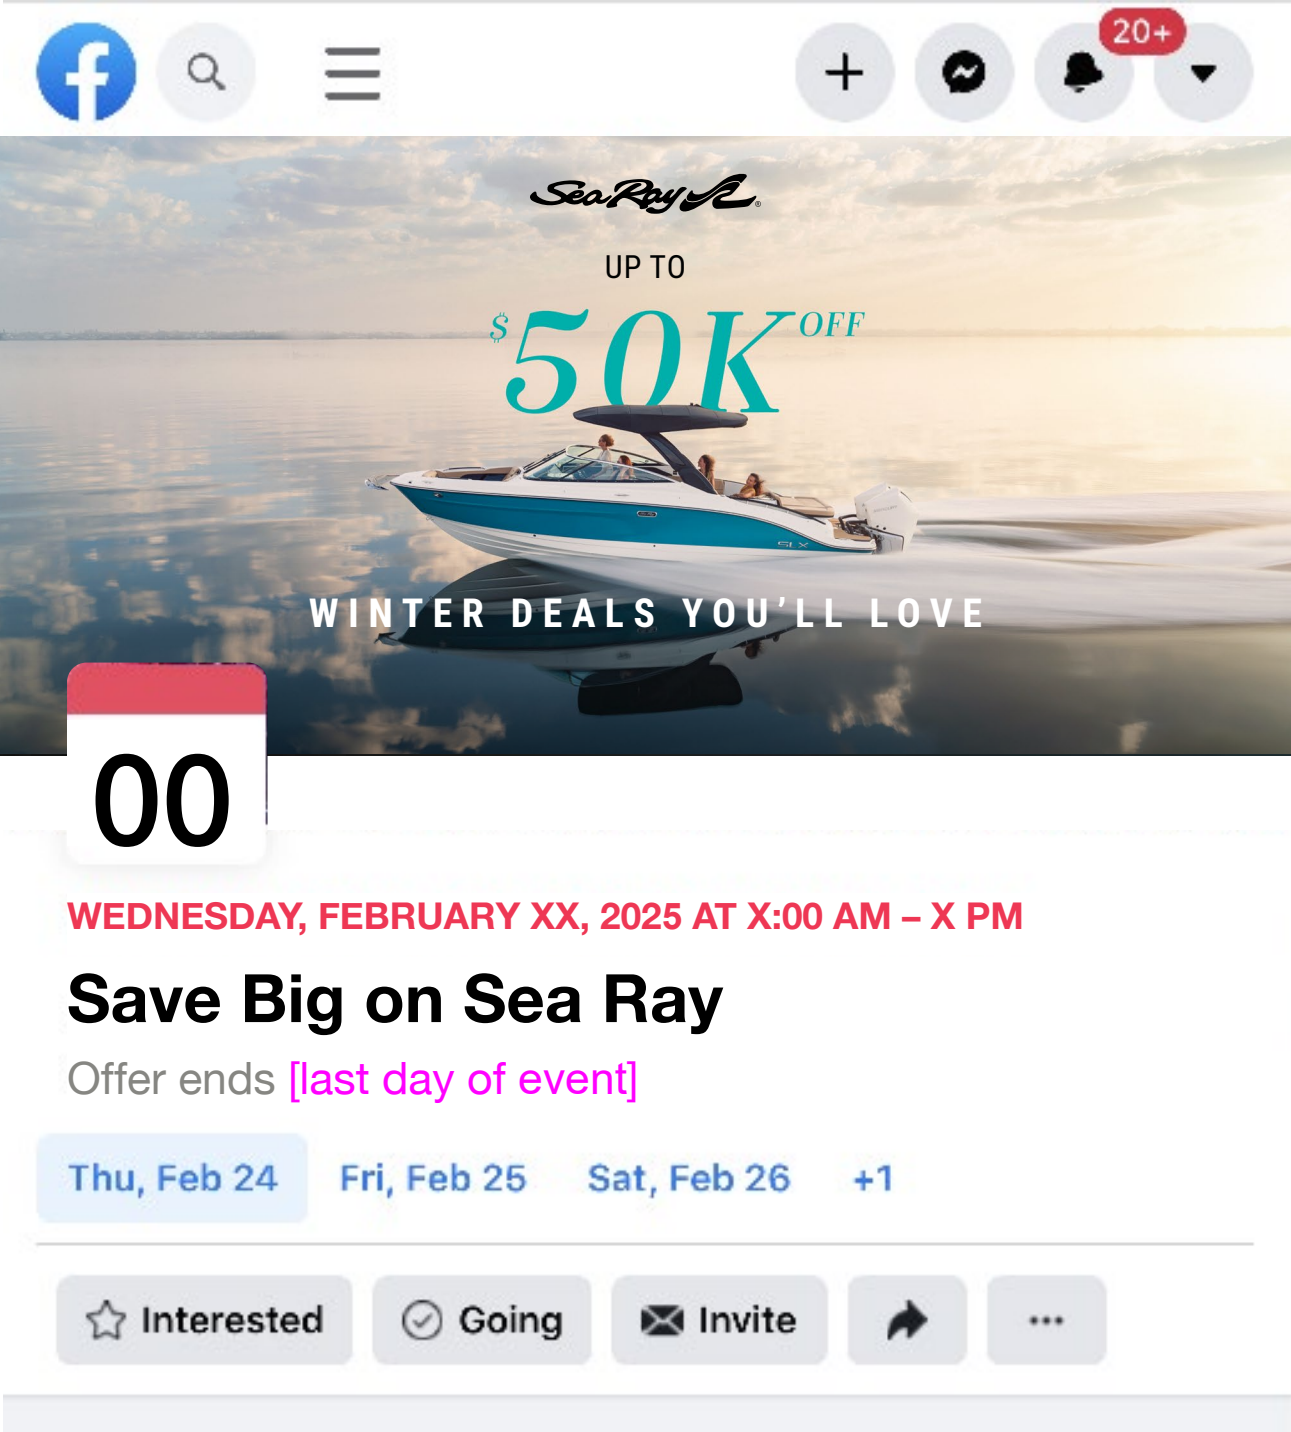 20+
Sea Ray ®
UP TO
$50K OFF
SLX
WINTER DEALS YOU’LL LOVE
00
WEDNESDAY, FEBRUARY XX, 2025 AT X:00 AM – X PM
Save Big on Sea Ray
Offer ends [last day of event]
Thu, Feb 24 Fri, Feb 25 Sat, Feb 26 +1
Interested Going Invite ...